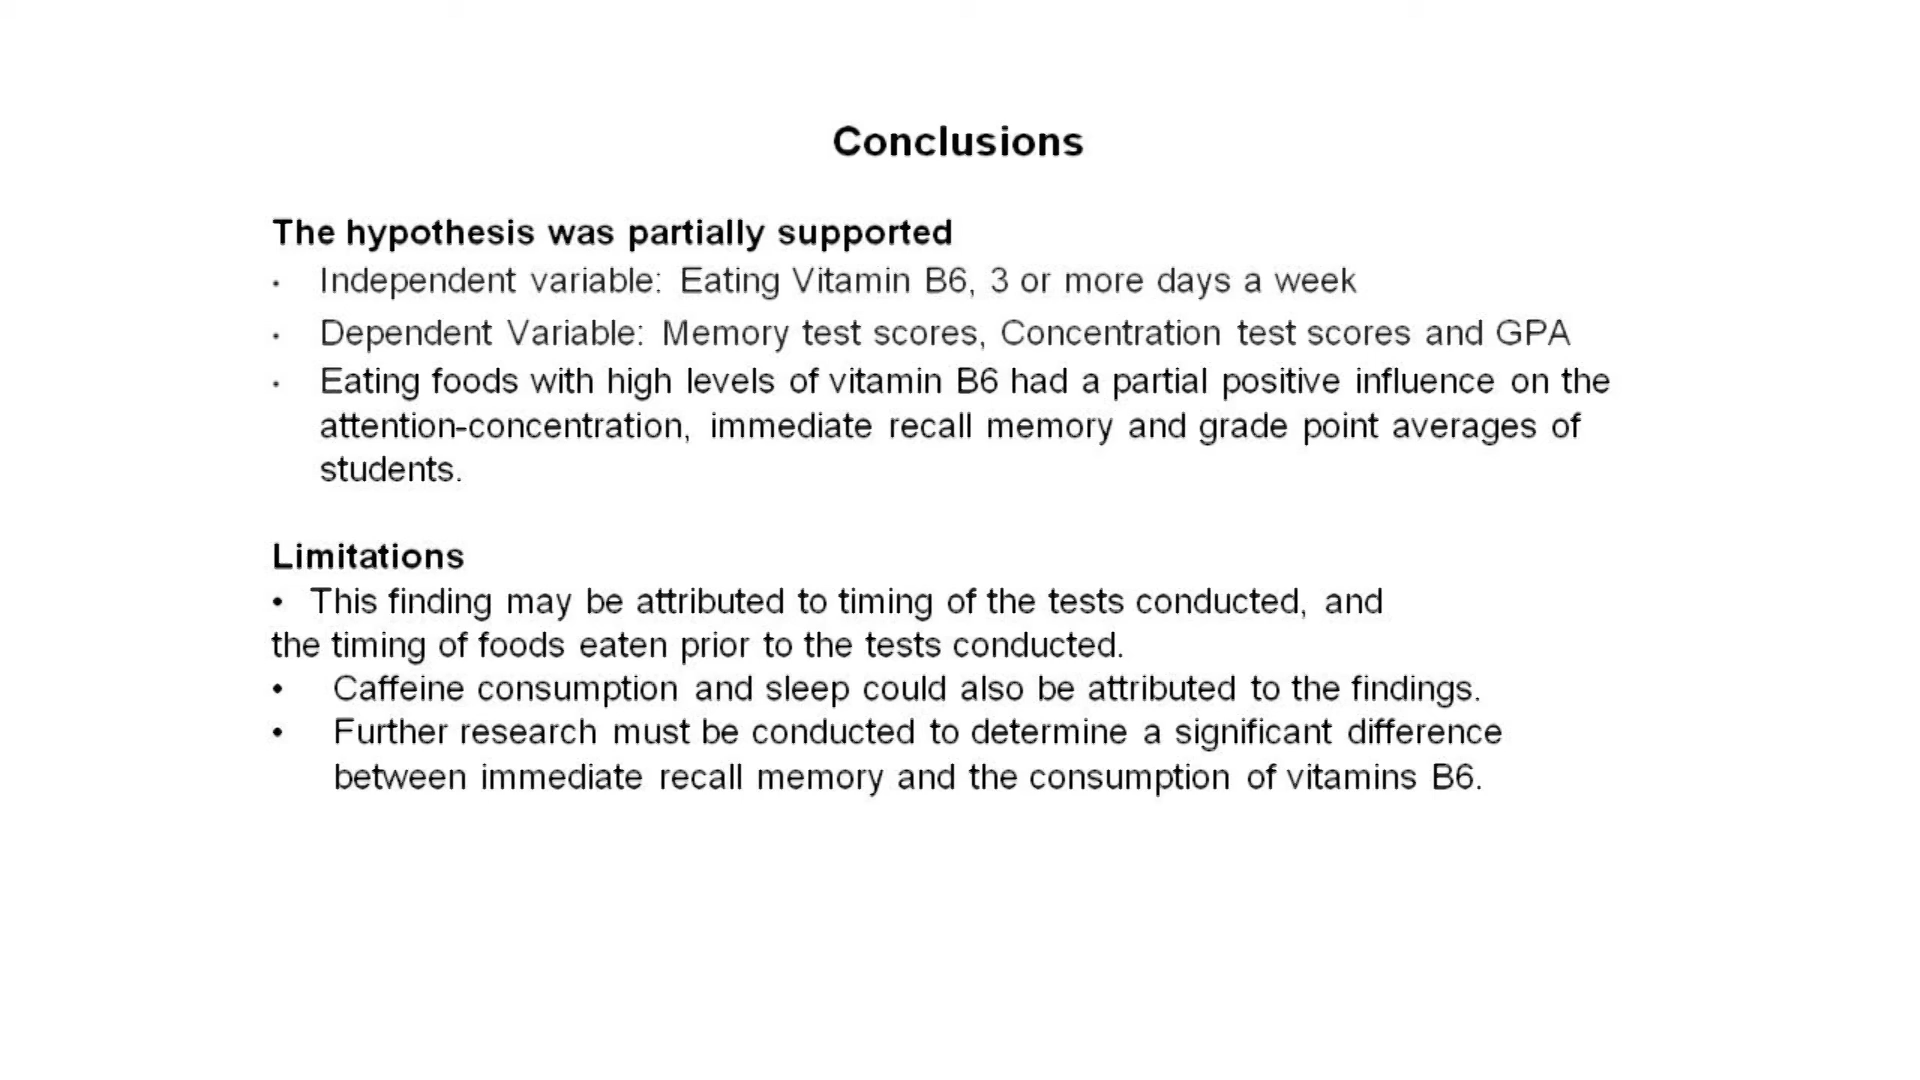 Conclusions
The hypothesis was partially supported
· Independent variable: Eating Vitamin B6, 3 or more days a week
· Dependent Variable: Memory test scores, Concentration test scores and GPA
· Eating foods with high levels of vitamin B6 had a partial positive influence on the
attention-concentration, immediate recall memory and grade point averages of
students.
Limitations
• This finding may be attributed to timing of the tests conducted, and
the timing of foods eaten prior to the tests conducted.
• Caffeine consumption and sleep could also be attributed to the findings.
• Further research must be conducted to determine a significant difference
between immediate recall memory and the consumption of vitamins B6.